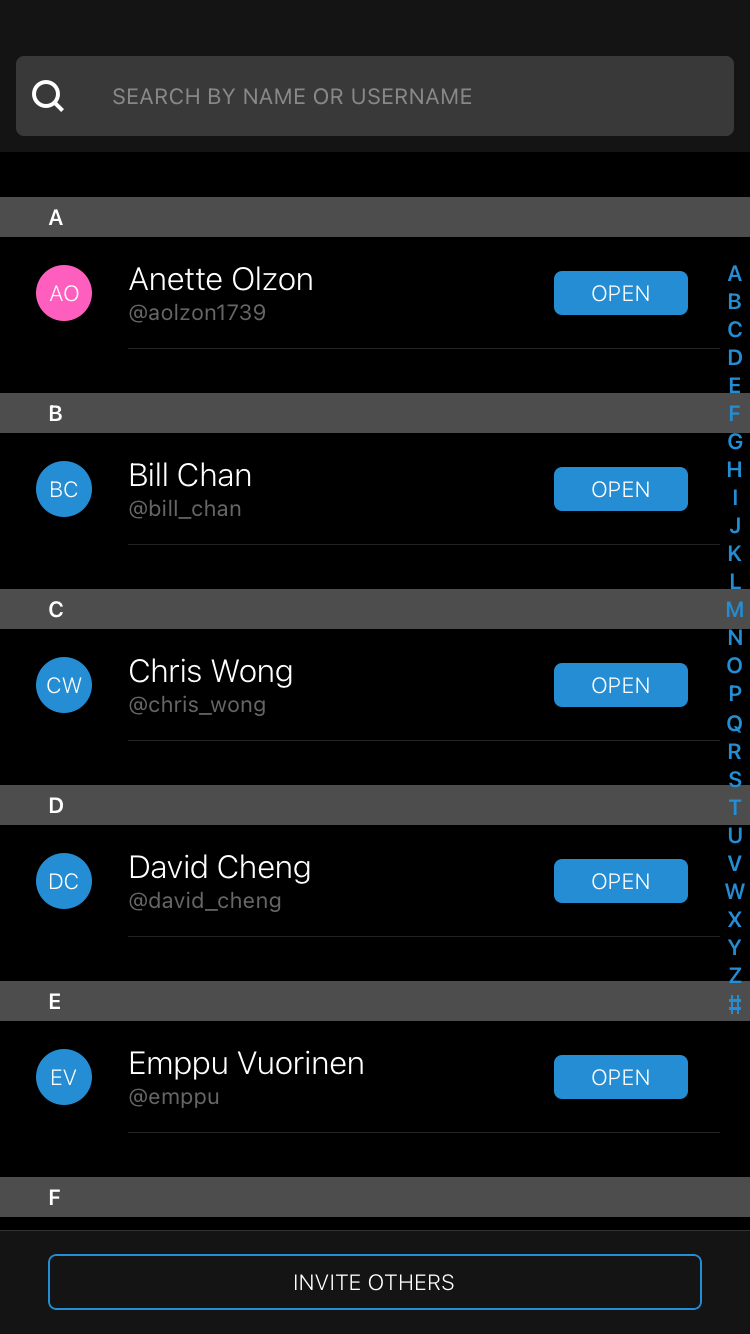 SEARCH BY NAME OR USERNAME
A
AO
Anette Olzon
@aolzon1739
OPEN
B
BC
Bill Chan
@bill_chan
OPEN
C
CW
Chris Wong
@chris_wong
OPEN
D
DC
David Cheng
@david_cheng
OPEN
E
EV
Emppu Vuorinen
@emppu
OPEN
F
A
B
C
D
E
F
G
H
I
J
K
L
M
N
O
P
Q
R
S
T
U
V
W
X
Y
Z
#
INVITE OTHERS